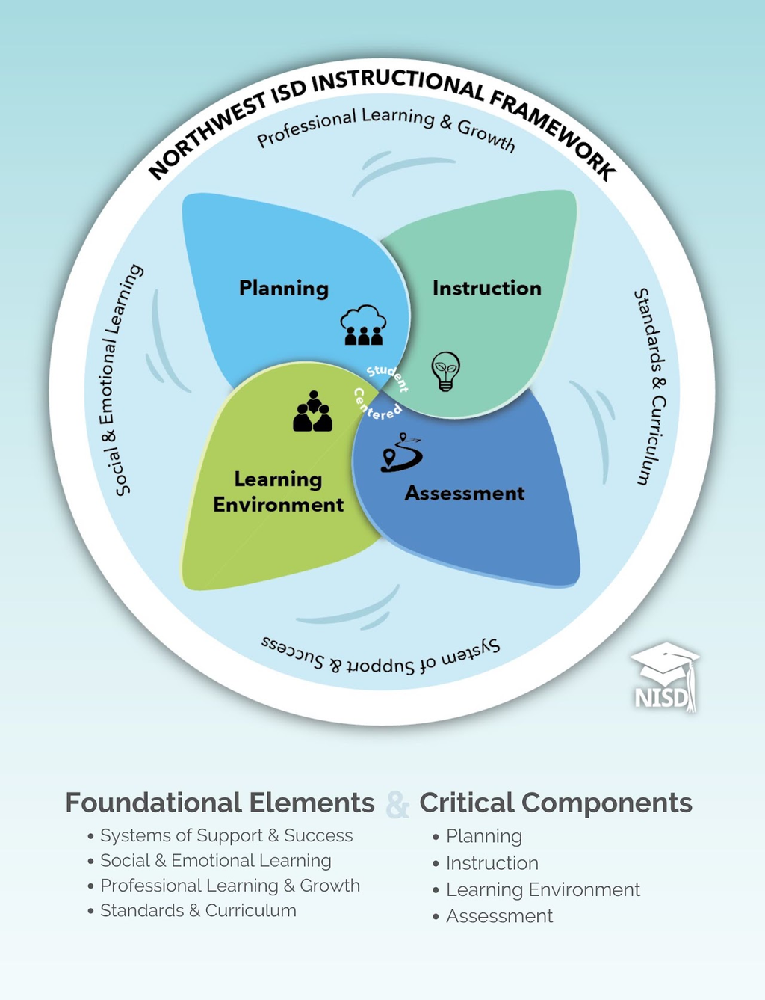 NORTHWEST ISD INSTRUCTIONAL FRAMEWORK
Professional Learning & Growth
Social & Emotional Learning
Standards & Curriculum
Planning
Instruction
Student
Centered
Learning
Environment
Assessment
System of Support & Success
NISD
Foundational Elements & Critical Components
• Systems of Support & Success
• Social & Emotional Learning
• Professional Learning & Growth
• Standards & Curriculum
• Planning
• Instruction
• Learning Environment
• Assessment